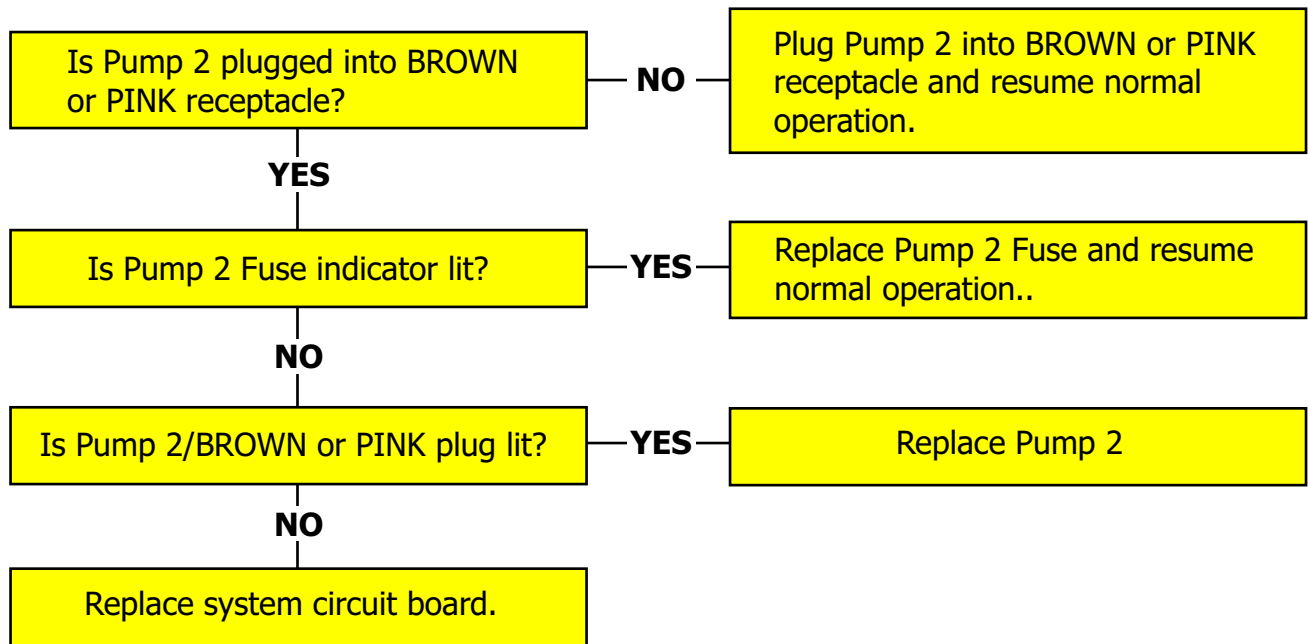 Is Pump 2 plugged into BROWN
or PINK receptacle?
NO
Plug Pump 2 into BROWN or PINK
receptacle and resume normal
operation.
YES
Is Pump 2 Fuse indicator lit?
YES
Replace Pump 2 Fuse and resume
normal operation..
NO
Is Pump 2/BROWN or PINK plug lit?
YES
Replace Pump 2
NO
Replace system circuit board.